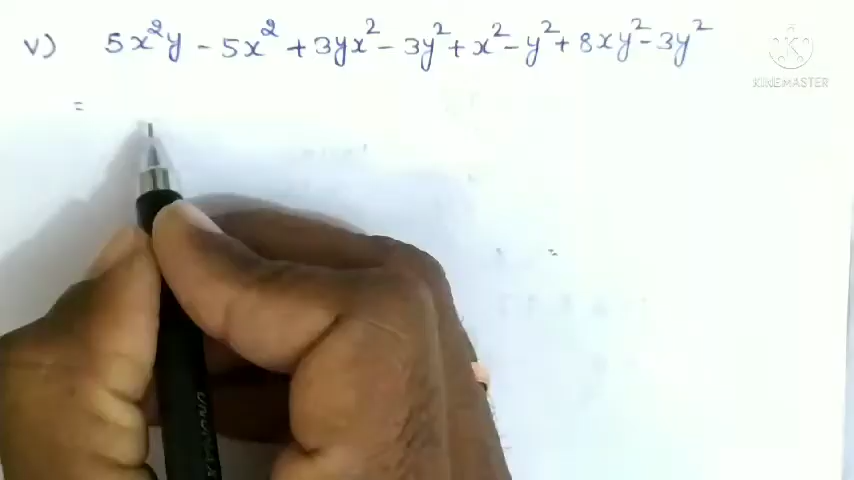 v) 5x²y - 5x² + 3yx² - 3y² + x² - y² + 8xy² - 3y²
=
KINEMASTER